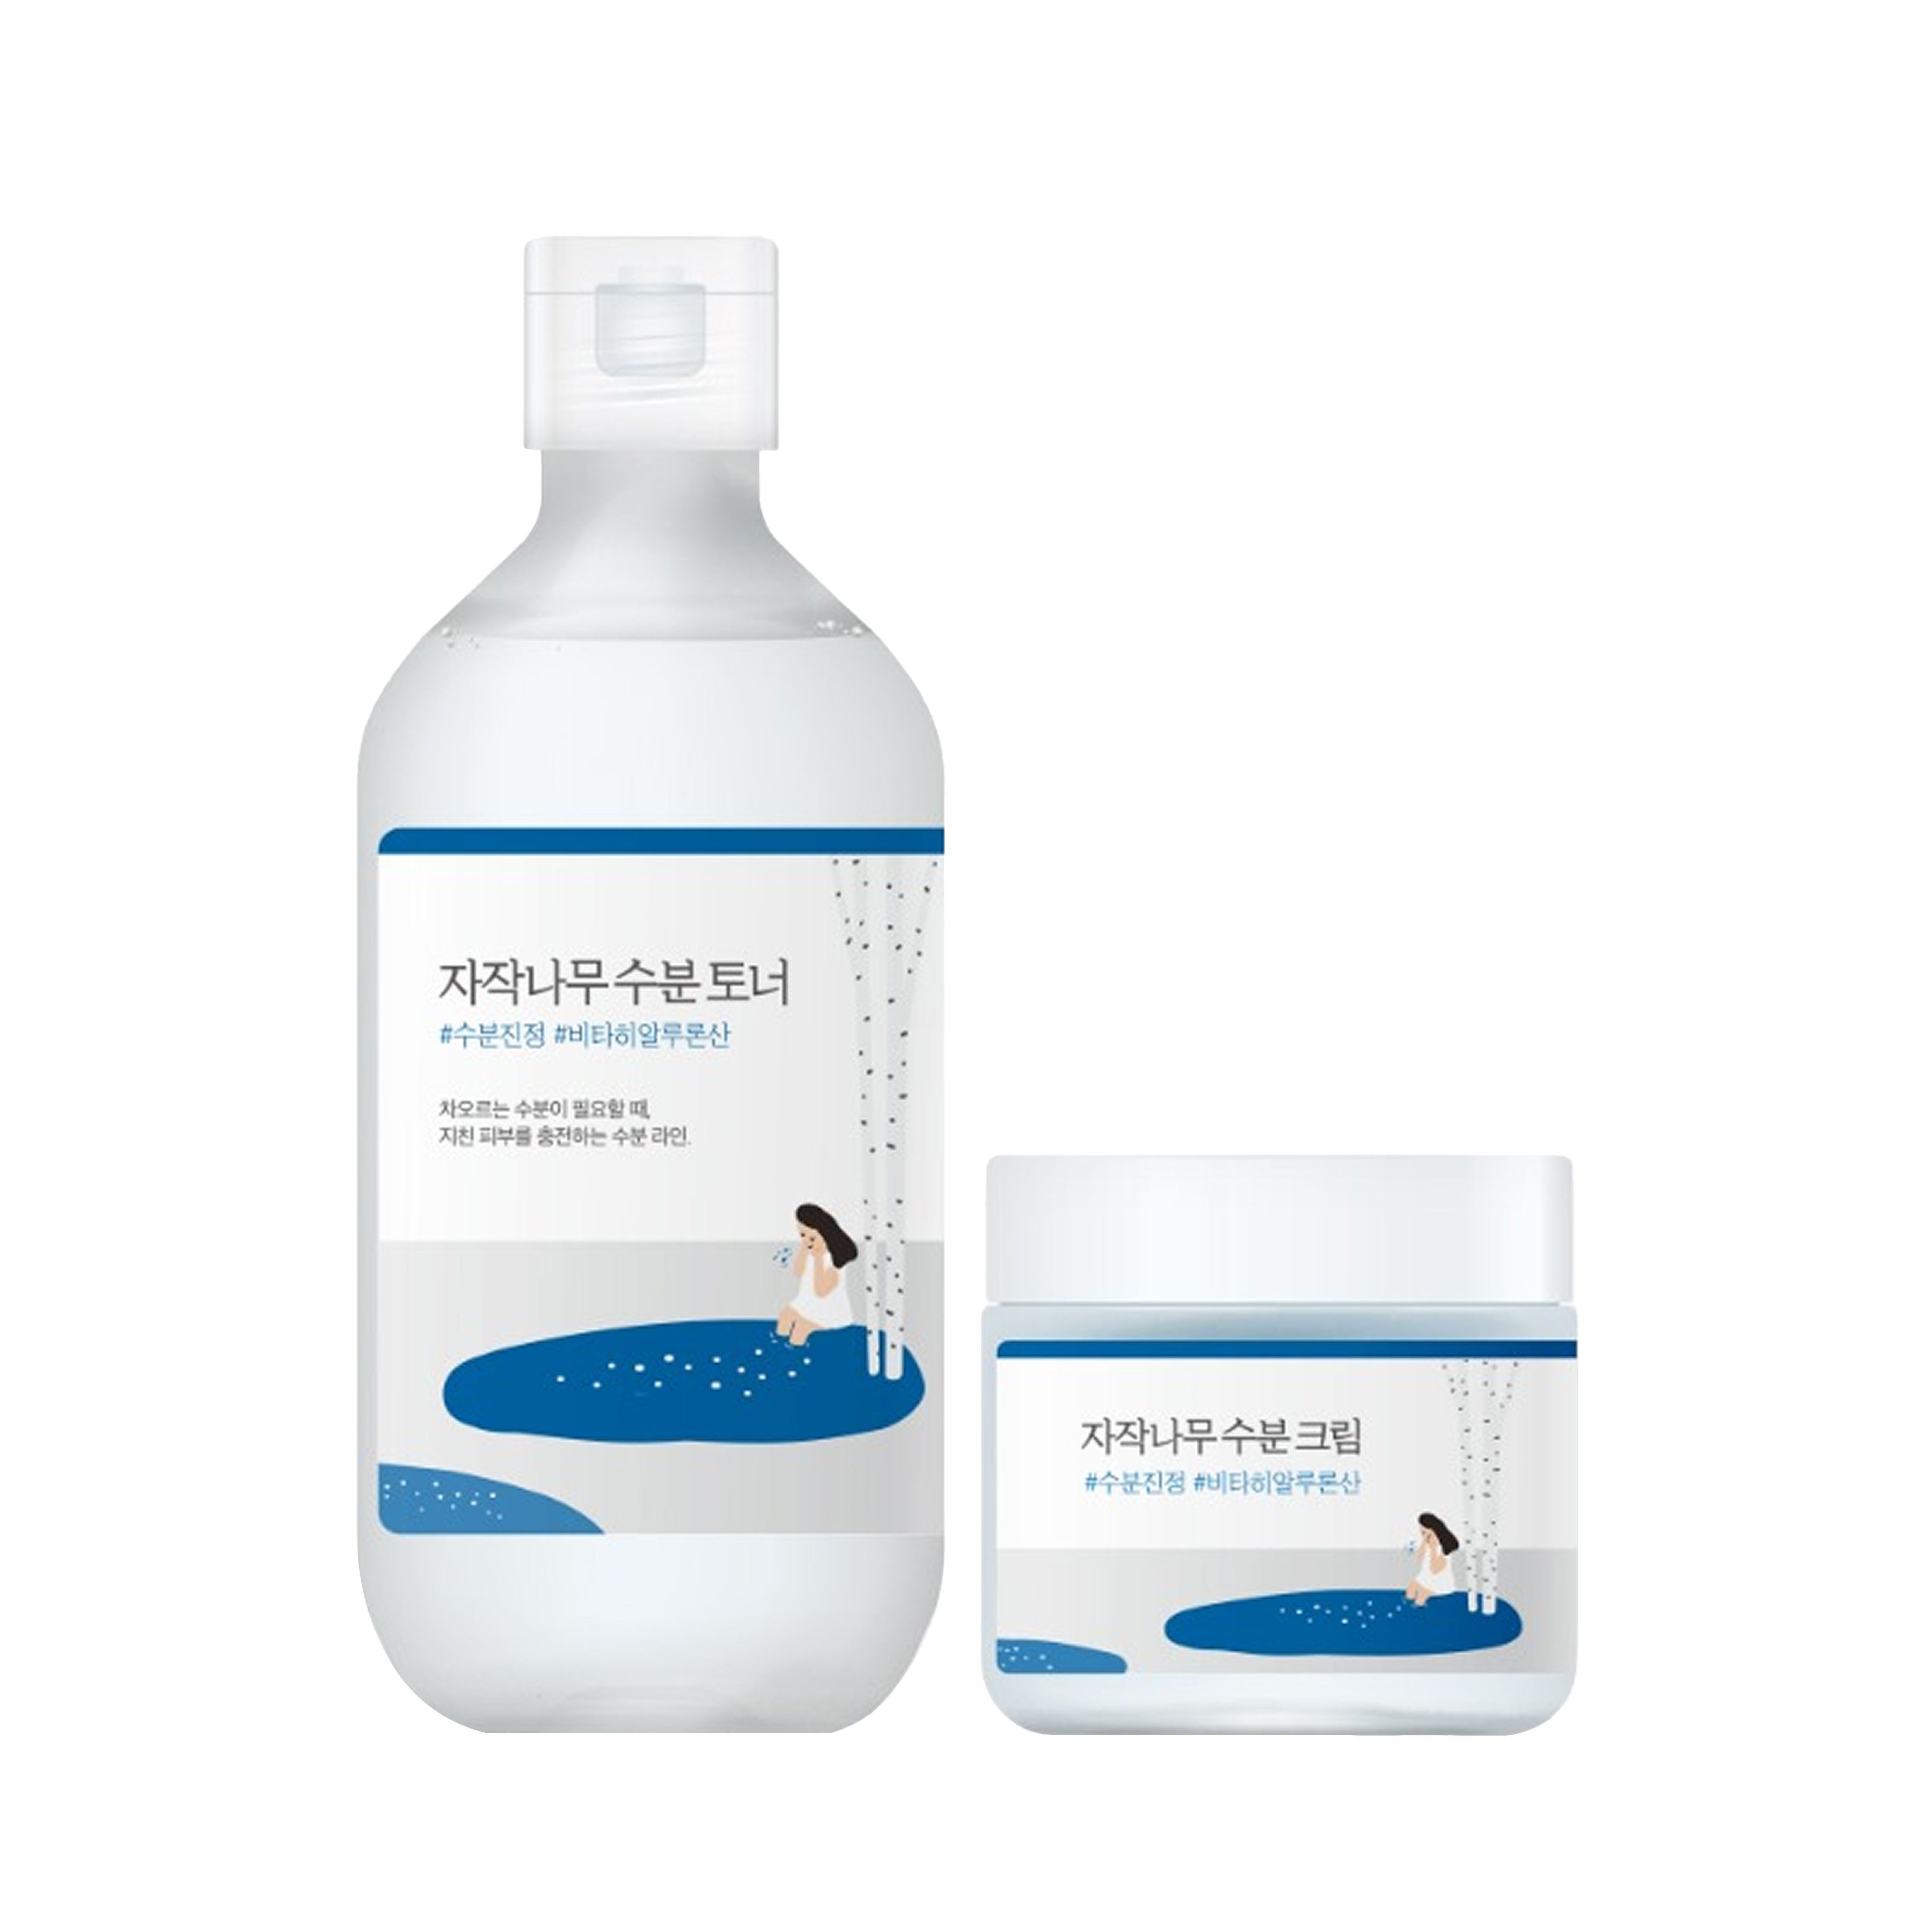 자작나무 수분 토너
#수분진정 #비타히알루론산
차오르는 수분이 필요할 때,
지친 피부를 충전하는 수분 라인.
자작나무 수분 크림
#수분진정 #비타히알루론산